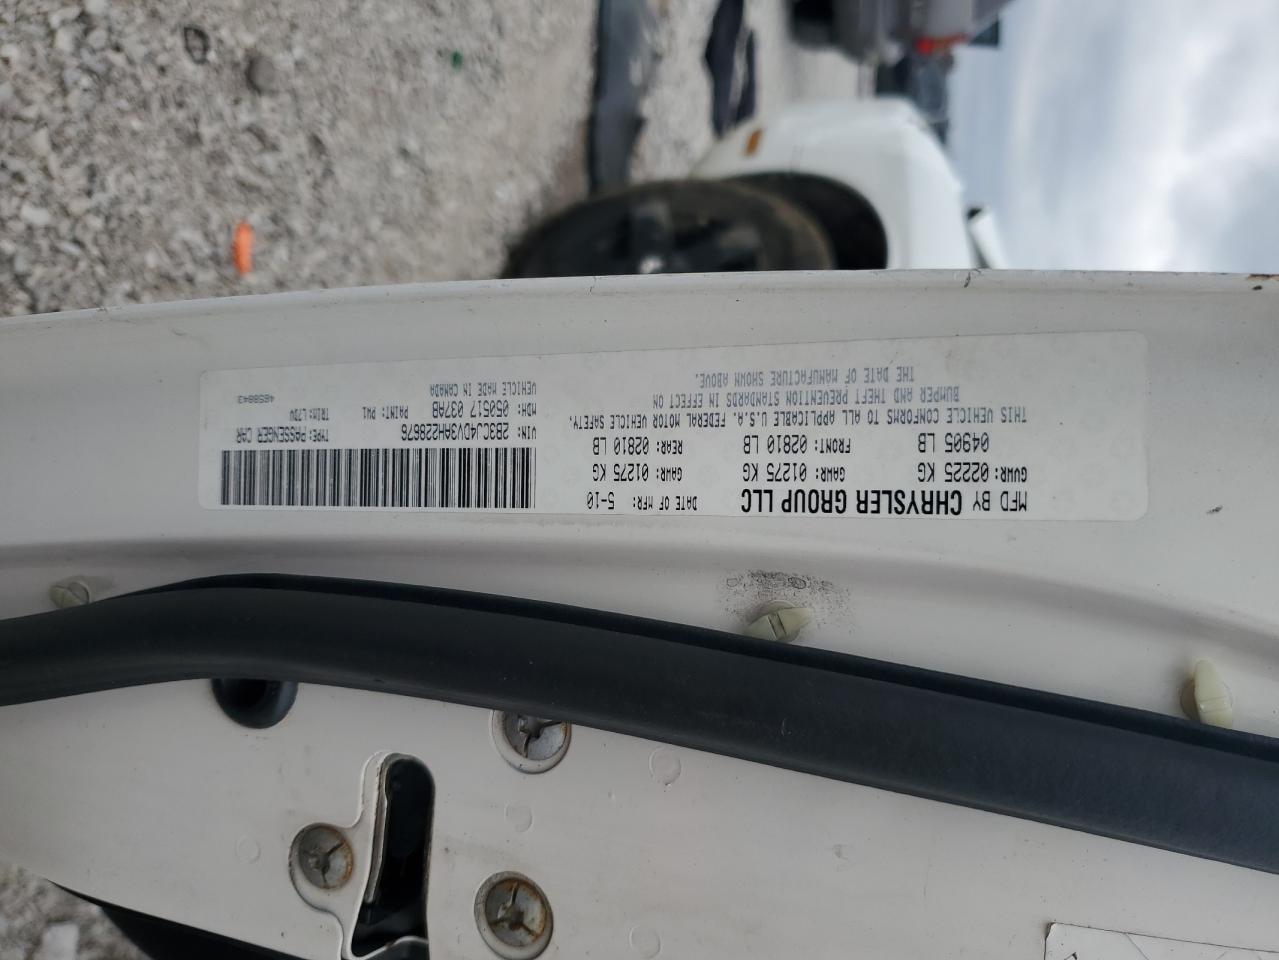 MFD BY CHRYSLER GROUP LLC DATE OF MFR: 5-10
GVWR: 02225 KG GAWR: 01275 KG GAWR: 01275 KG
04905 LB FRONT: 02810 LB REAR: 02810 LB
THIS VEHICLE CONFORMS TO ALL APPLICABLE U.S.A. FEDERAL MOTOR VEHICLE SAFETY,
BUMPER AND THEFT PREVENTION STANDARDS IN EFFECT ON
THE DATE OF MANUFACTURE SHOWN ABOVE.
VIN: 2B3CJ4DV9AH228676 TYPE: PASSENGER CAR
MDH: 050517 037AB PAINT: PW1 TRIM: L7DV
VEHICLE MADE IN CANADA 4658843